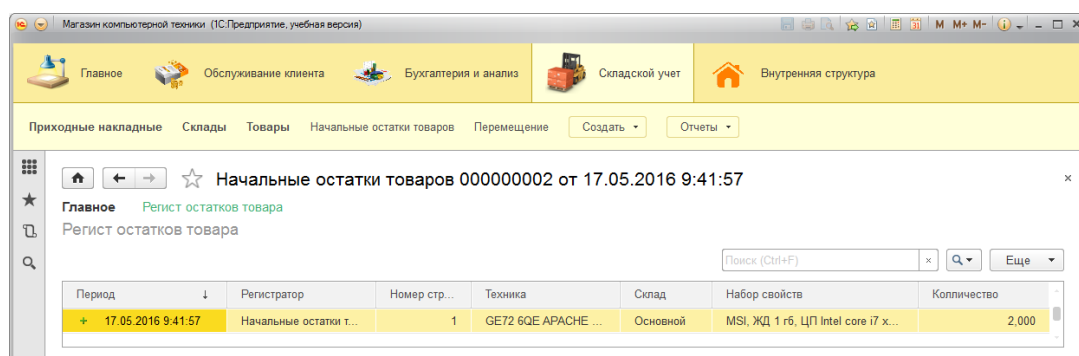 Магазин компьютерной техники (1С:Предприятие, учебная версия) M M+ M-
Главное Обслуживание клиента Бухгалтерия и анализ Складской учет Внутренняя структура
Приходные накладные Склады Товары Начальные остатки товаров Перемещение Создать Отчеты
Начальные остатки товаров 000000002 от 17.05.2016 9:41:57
Главное Регист остатков товара
Регист остатков товара
Поиск (Ctrl+F) × Еще
Период ↓ Регистратор Номер стр... Техника Склад Набор свойств Колличество
+ 17.05.2016 9:41:57 Начальные остатки т... 1 GE72 6QE APACHE ... Основной MSI, ЖД 1 гб, ЦП Intel core i7 x... 2,000